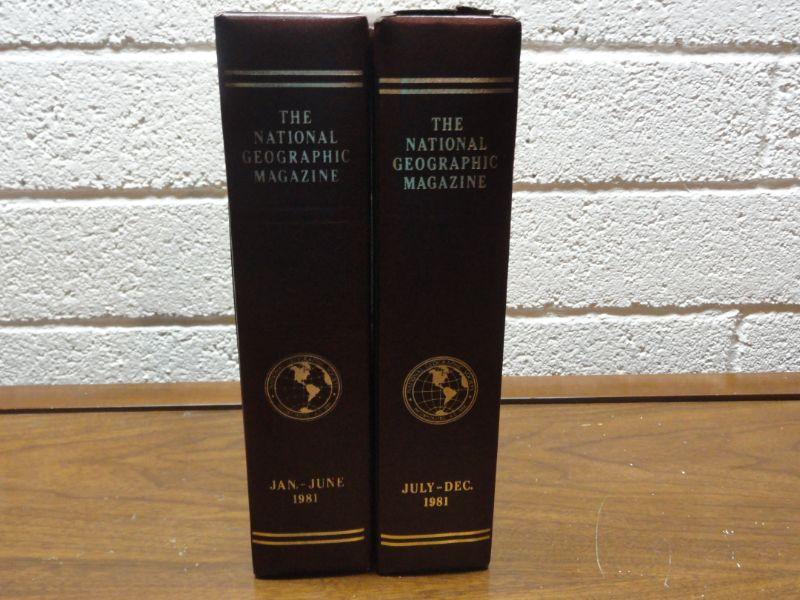 THE
NATIONAL
GEOGRAPHIC
MAGAZINE
JAN.-JUNE
1981
THE
NATIONAL
GEOGRAPHIC
MAGAZINE
JULY-DEC.
1981